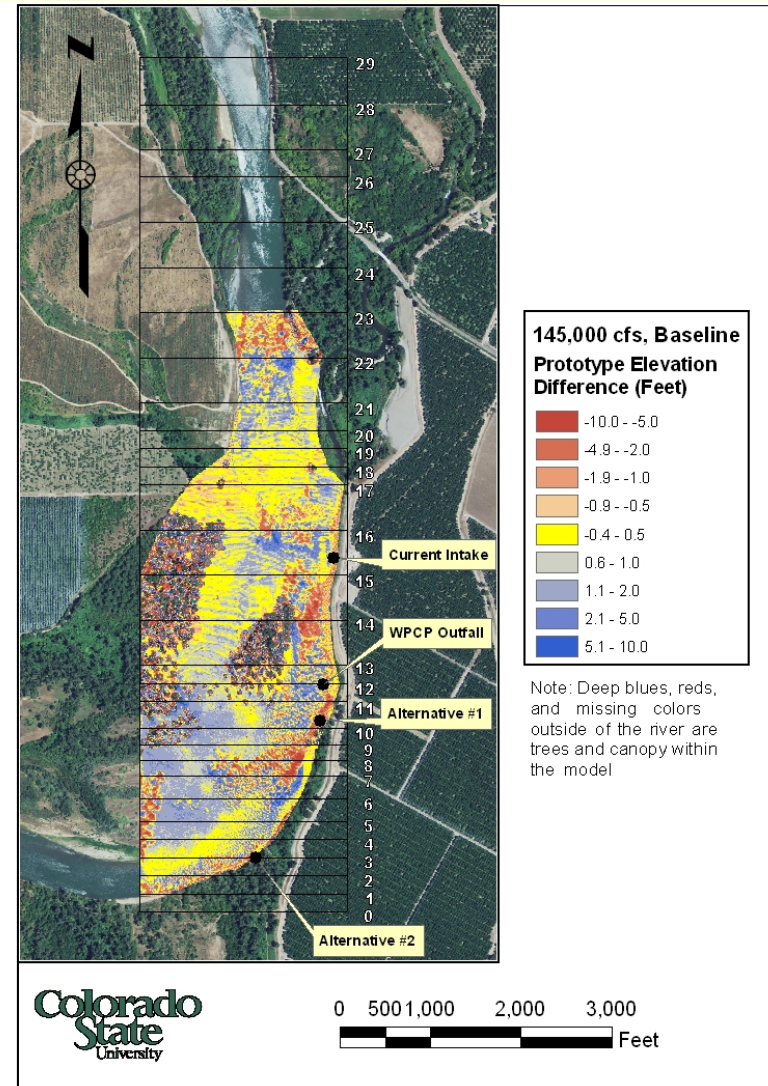 N
29
28
27
26
25
24
23
22
21
20
19
18
17
16
Current Intake
15
14
WPCP Outfall
13
12
Alternative #1
11
10
9
8
7
6
5
4
3
2
1
0
Alternative #2
145,000 cfs, Baseline
Prototype Elevation
Difference (Feet)
-10.0 - -5.0
-4.9 - -2.0
-1.9 - -1.0
-0.9 - -0.5
-0.4 - 0.5
0.6 - 1.0
1.1 - 2.0
2.1 - 5.0
5.1 - 10.0
Note: Deep blues, reds,
and missing colors
outside of the river are
trees and canopy within
the model
Colorado
State
University
0 500 1,000 2,000 3,000
Feet